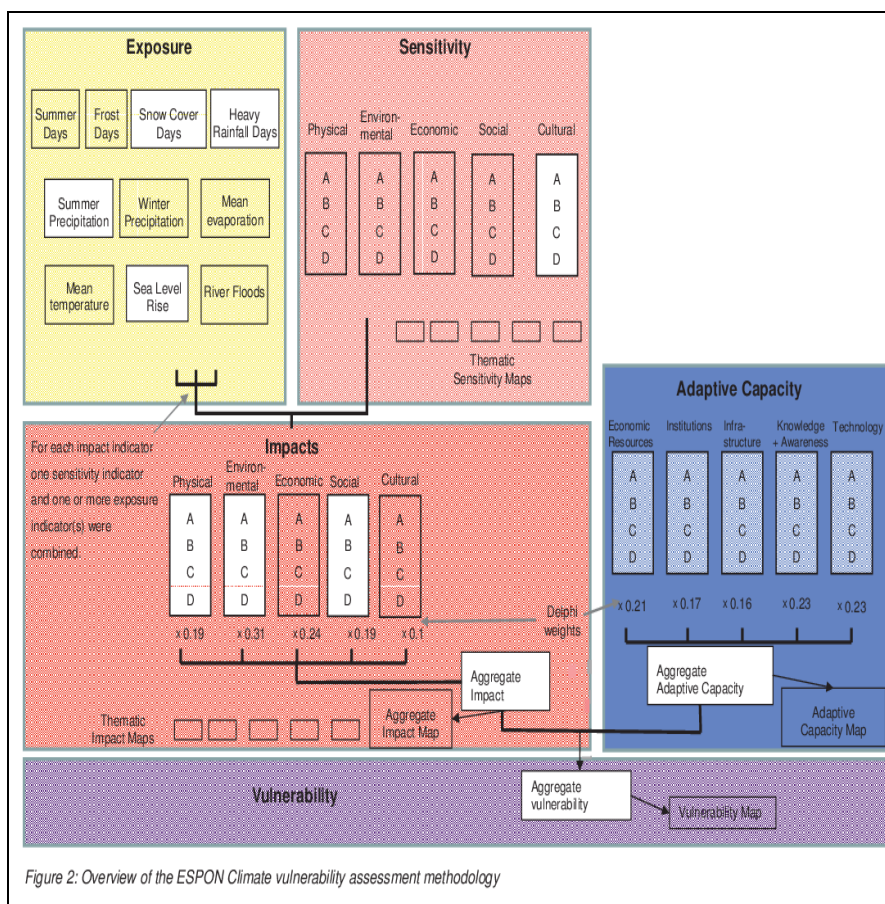 Exposure
Summer
Days
Frost
Days
Snow Cover
Days
Heavy
Rainfall Days
Summer
Precipitation
Winter
Precipitation
Mean
evaporation
Mean
temperature
Sea Level
Rise
River Floods
Sensitivity
Physical
Environ-
mental
Economic
Social
Cultural
A A A A A
B B B B B
C C C C C
D D D D D
Thematic
Sensitivity Maps
For each impact indicator
one sensitivity indicator
and one or more exposure
indicator(s) were
combined.
Impacts
Physical
Environ-
mental
Economic
Social
Cultural
A A A A A
B B B B B
C C C C C
D D D D D
x 0.19 x 0.31 x 0.24 x 0.19 x 0.1
Delphi
weights
Thematic
Impact Maps
Aggregate
Impact Map
Aggregate
Impact
Adaptive Capacity
Economic
Resources
Institutions
Infra-
structure
Knowledge
+ Awareness
Technology
A A A A A
B B B B B
C C C C C
D D D D D
x 0.21 x 0.17 x 0.16 x 0.23 x 0.23
Aggregate
Adaptive Capacity
Adaptive
Capacity Map
Vulnerability
Aggregate
vulnerability
Vulnerability Map
Figure 2: Overview of the ESPON Climate vulnerability assessment methodology